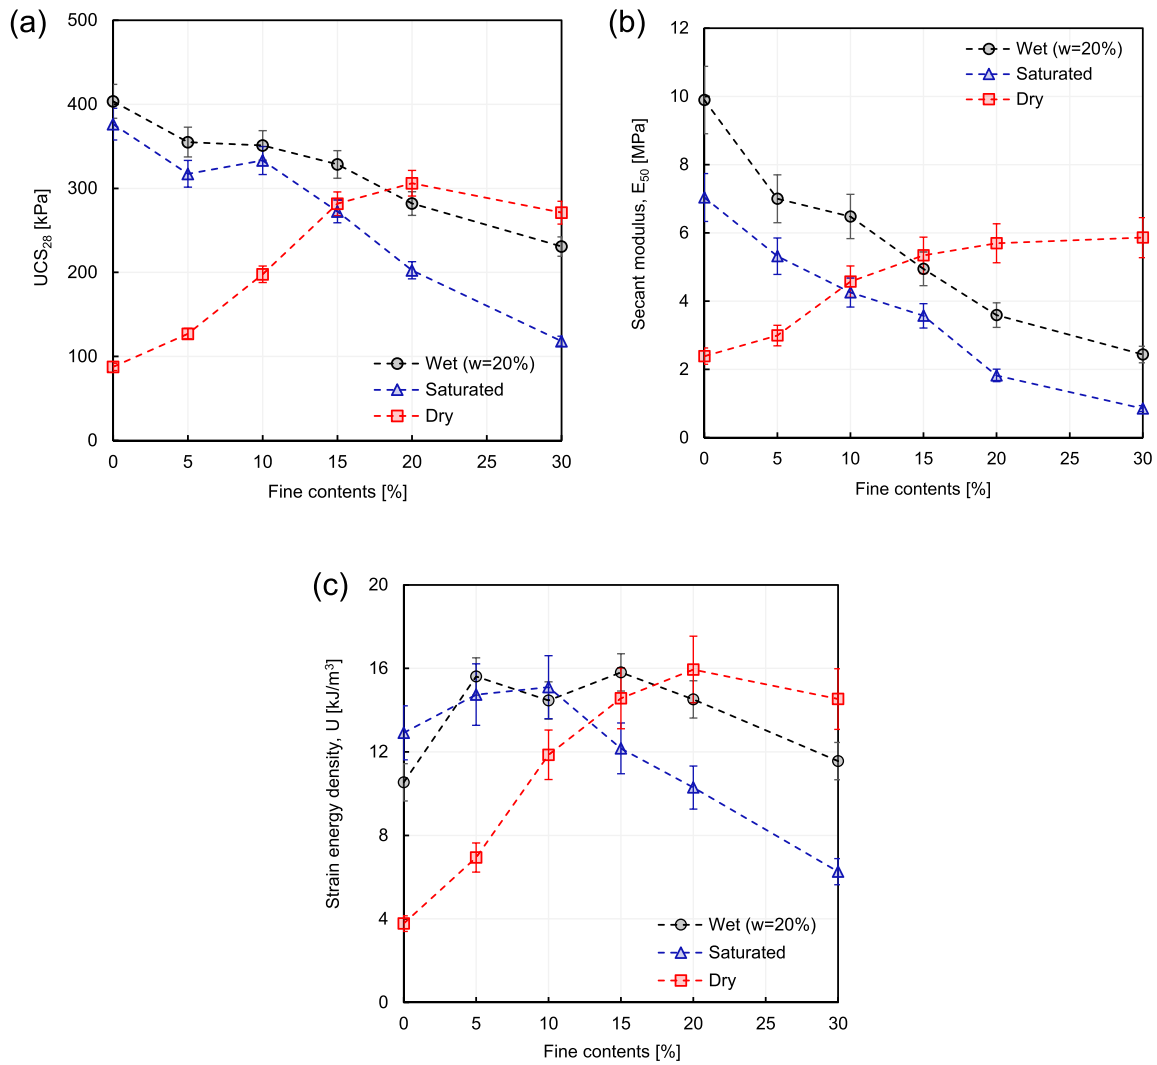 (a)
500
400
300
200
100
0
UCS28 [kPa]
Wet (w=20%)
Saturated
Dry
0 5 10 15 20 25 30
Fine contents [%]
(b)
12
10
8
6
4
2
0
Secant modulus, E50 [MPa]
Wet (w=20%)
Saturated
Dry
0 5 10 15 20 25 30
Fine contents [%]
(c)
20
16
12
8
4
0
Strain energy density, U [kJ/m³]
Wet (w=20%)
Saturated
Dry
0 5 10 15 20 25 30
Fine contents [%]